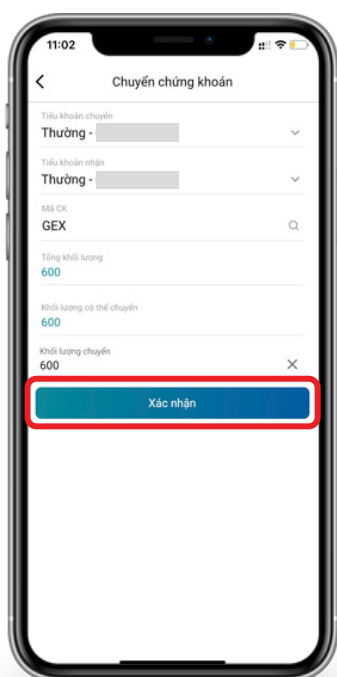 11:02
Chuyển chứng khoán
Tiểu khoản chuyển
Thường -
Tiểu khoản nhận
Thường -
Mã CK
GEX
Tổng khối lượng
600
Khối lượng có thể chuyển
600
Khối lượng chuyển
600
Xác nhận